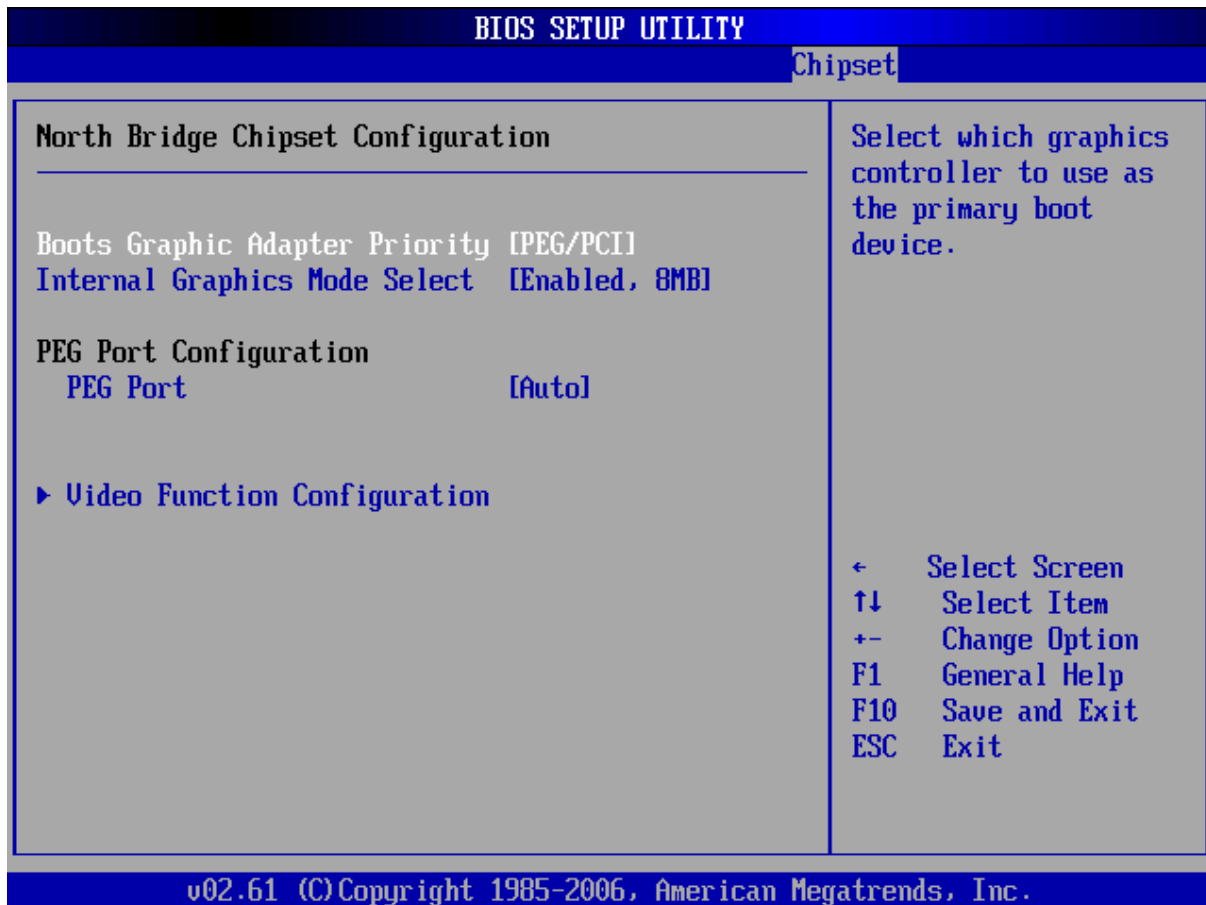 BIOS SETUP UTILITY
Chipset
North Bridge Chipset Configuration
Boots Graphic Adapter Priority [PEG/PCI]
Internal Graphics Mode Select [Enabled, 8MB]
PEG Port Configuration
PEG Port [Auto]
Video Function Configuration
Select which graphics
controller to use as
the primary boot
device.
← Select Screen
↑↓ Select Item
+- Change Option
F1 General Help
F10 Save and Exit
ESC Exit
v02.61 (C)Copyright 1985-2006, American Megatrends, Inc.